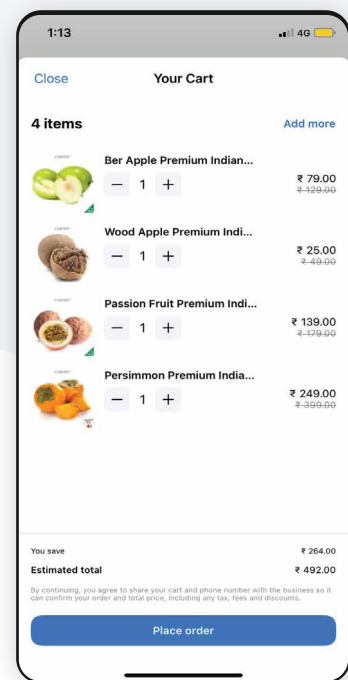 1:13
4G
Close
Your Cart
4 items
Add more
Ber Apple Premium Indian...
1
₹ 79.00
₹ 129.00
Wood Apple Premium Indi...
1
₹ 25.00
₹ 49.00
Passion Fruit Premium Indi...
1
₹ 139.00
₹ 179.00
Persimmon Premium India...
1
₹ 249.00
₹ 399.00
You save
₹ 264.00
Estimated total
₹ 492.00
By continuing, you agree to share your cart and phone number with the business so it
can confirm your order and total price, including any tax, fees and discounts.
Place order